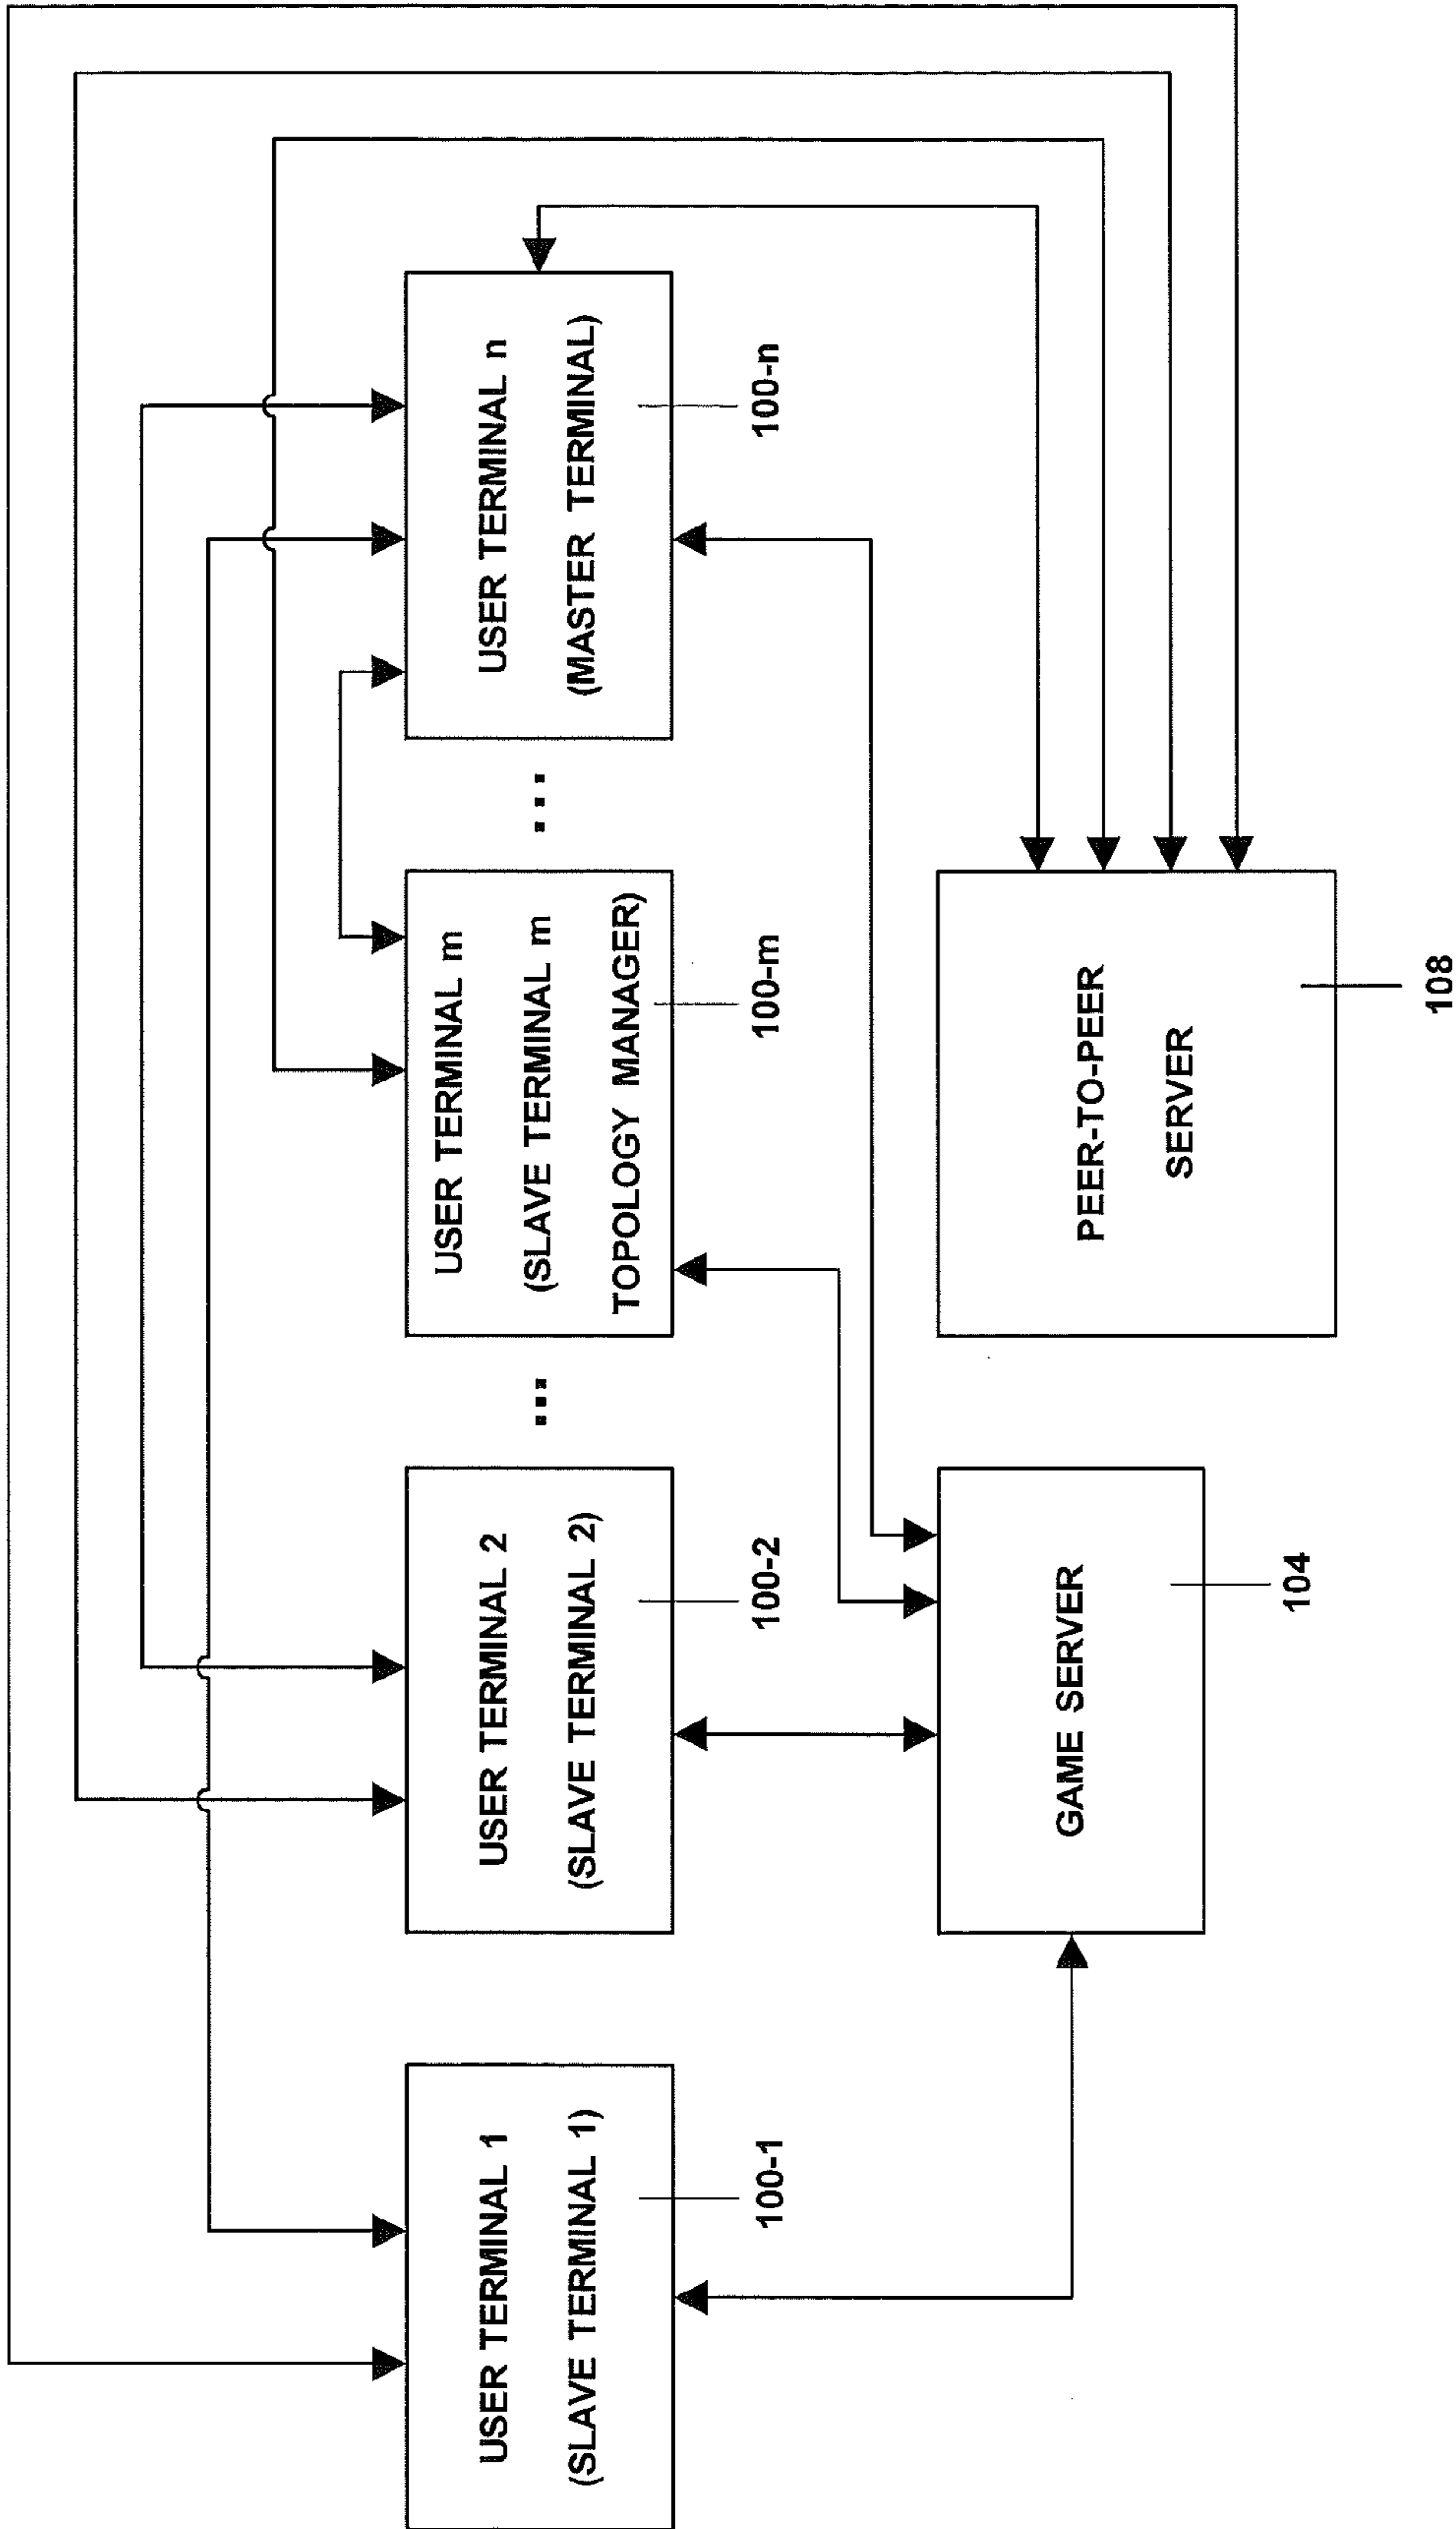 USER TERMINAL 1
(SLAVE TERMINAL 1)
100-1
USER TERMINAL 2
(SLAVE TERMINAL 2)
100-2
...
USER TERMINAL m
(SLAVE TERMINAL m
TOPOLOGY MANAGER)
100-m
...
USER TERMINAL n
(MASTER TERMINAL)
100-n
GAME SERVER
104
PEER-TO-PEER
SERVER
108